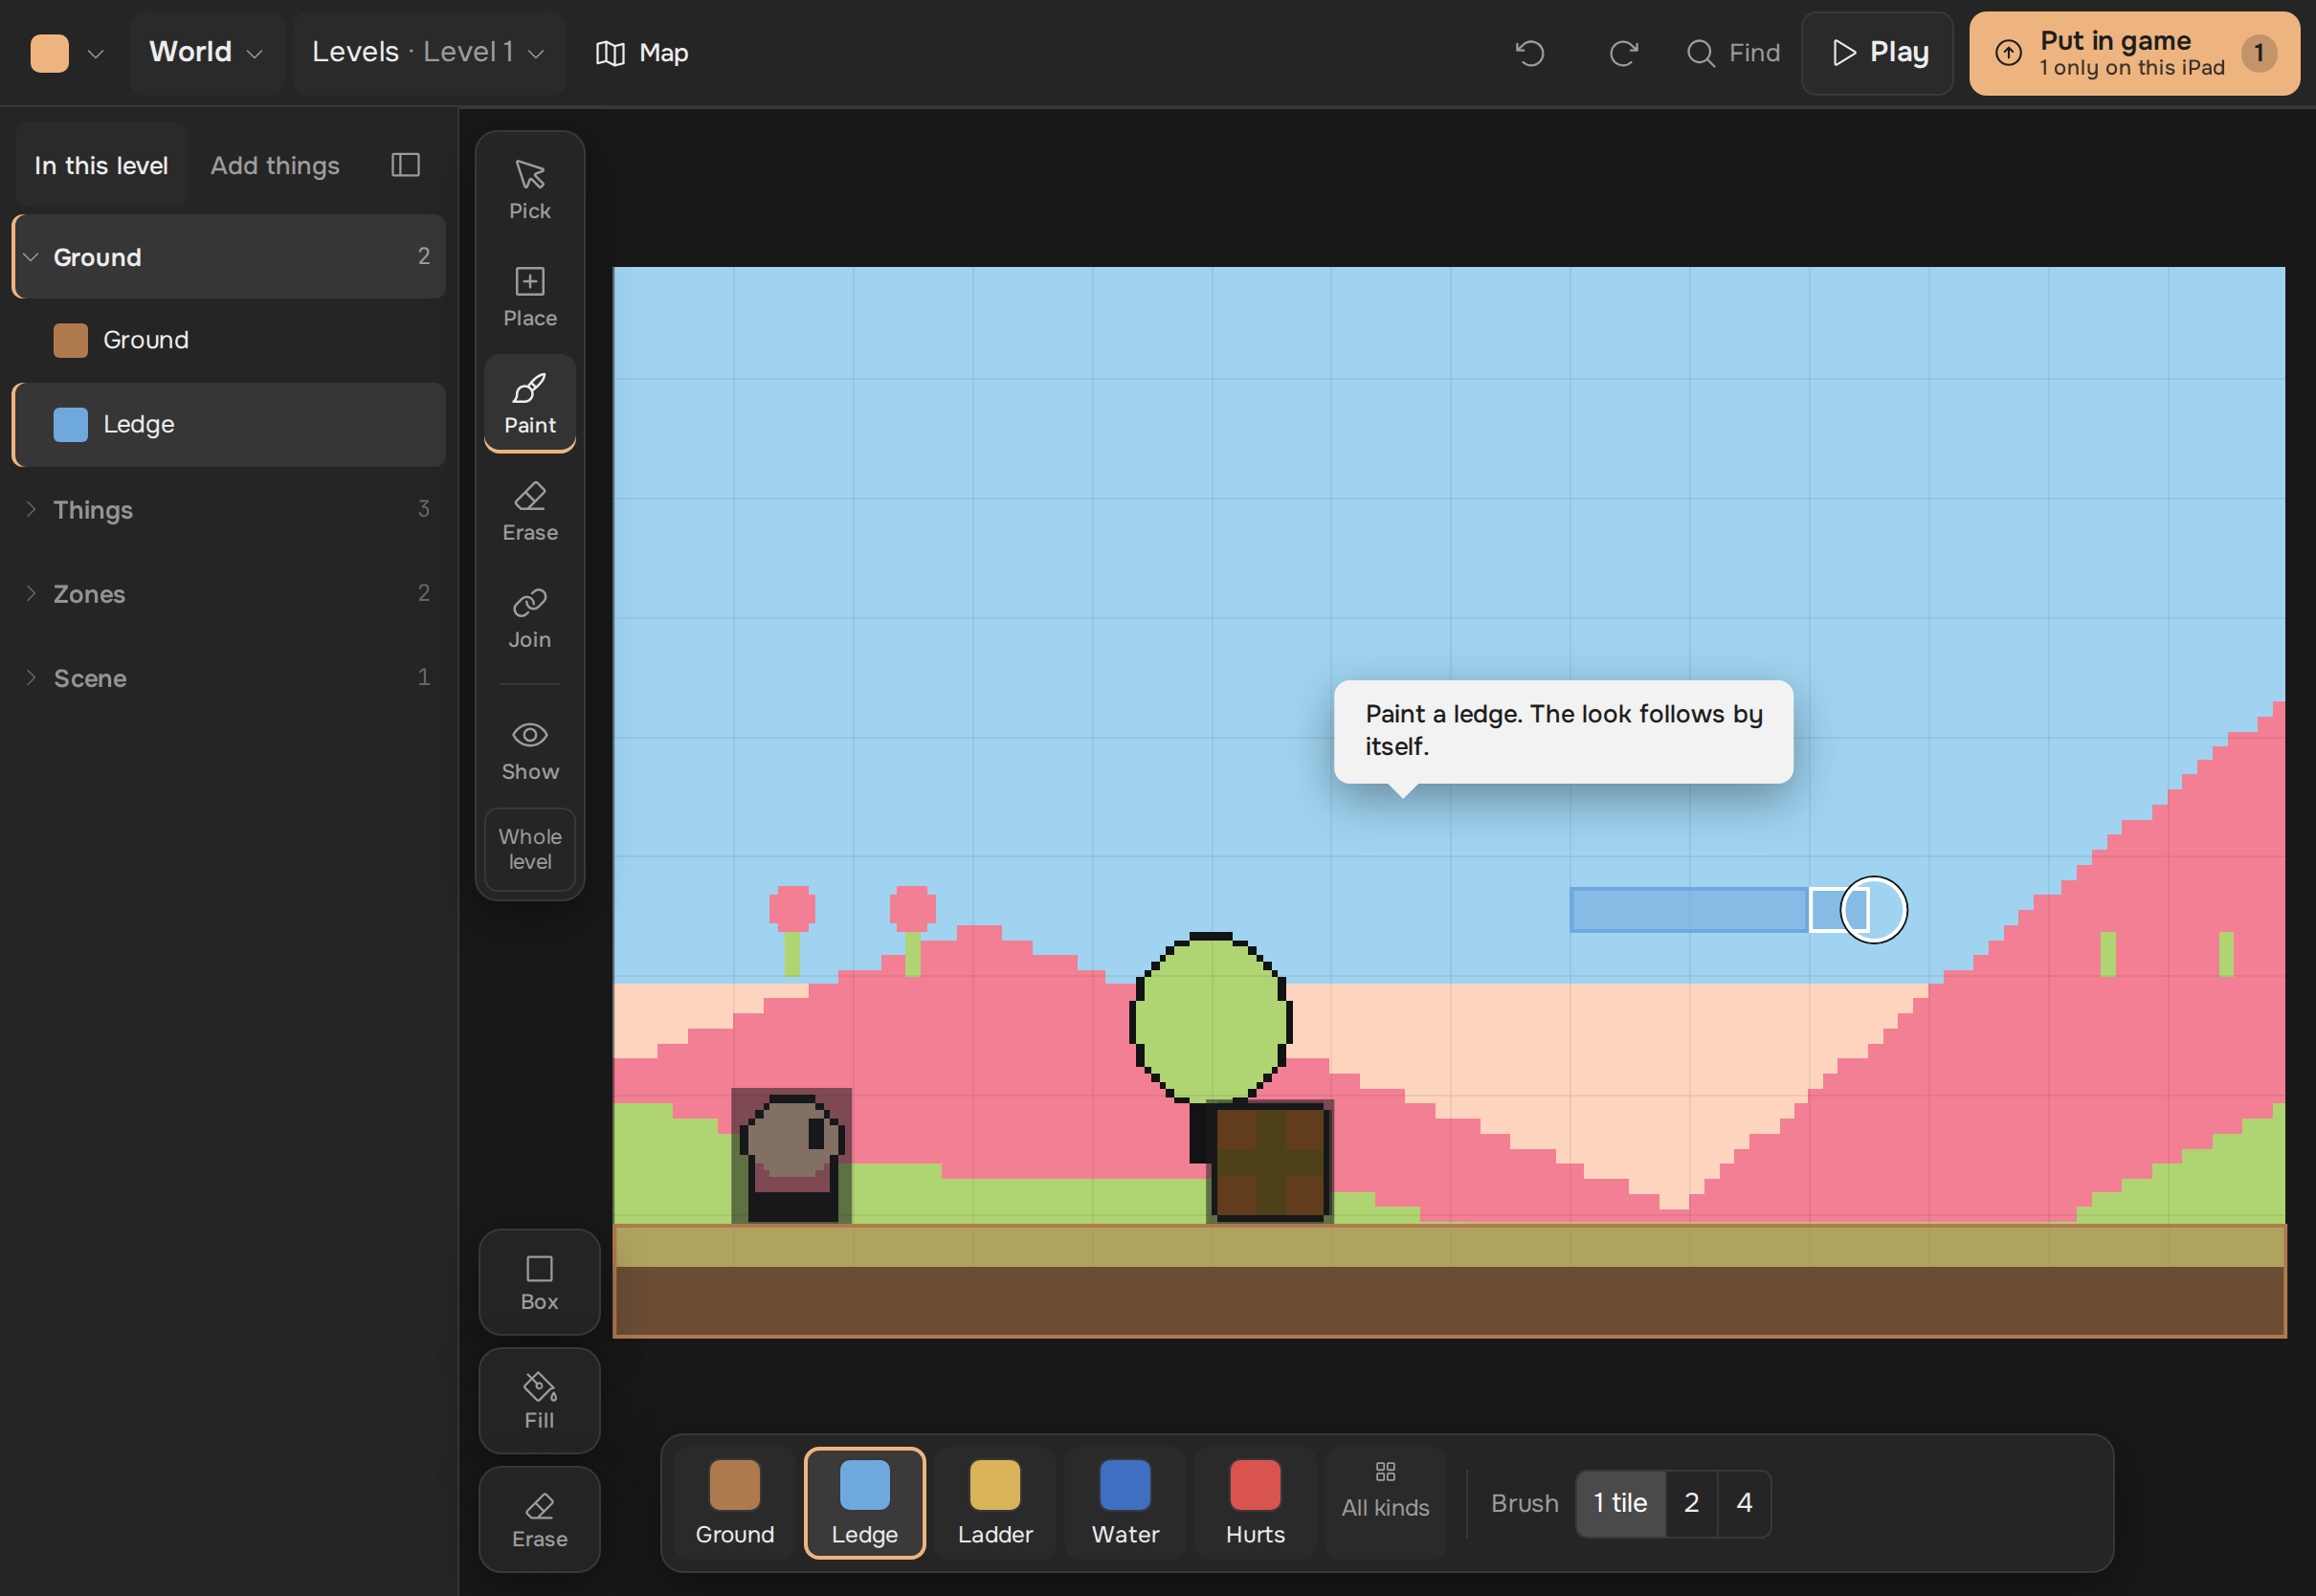 World
Levels · Level 1
Map
Find
Play
Put in game
1 only on this iPad
1
In this level
Add things
Ground
2
Ground
Ledge
Things
3
Zones
2
Scene
1
Pick
Place
Paint
Erase
Join
Show
Whole
level
Paint a ledge. The look follows by
itself.
Box
Fill
Erase
Ground
Ledge
Ladder
Water
Hurts
All kinds
Brush
1 tile
2
4